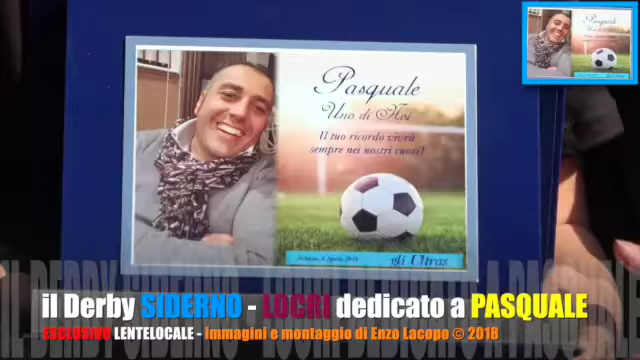 Pasquale
Uno di Noi
Il tuo ricordo vivrà
sempre nei nostri cuori!
gli Ultras
il Derby SIDERNO - LOCRI dedicato a PASQUALE
ESCLUSIVO LENTELOCALE - immagini e montaggio di Enzo Lacopo © 2018